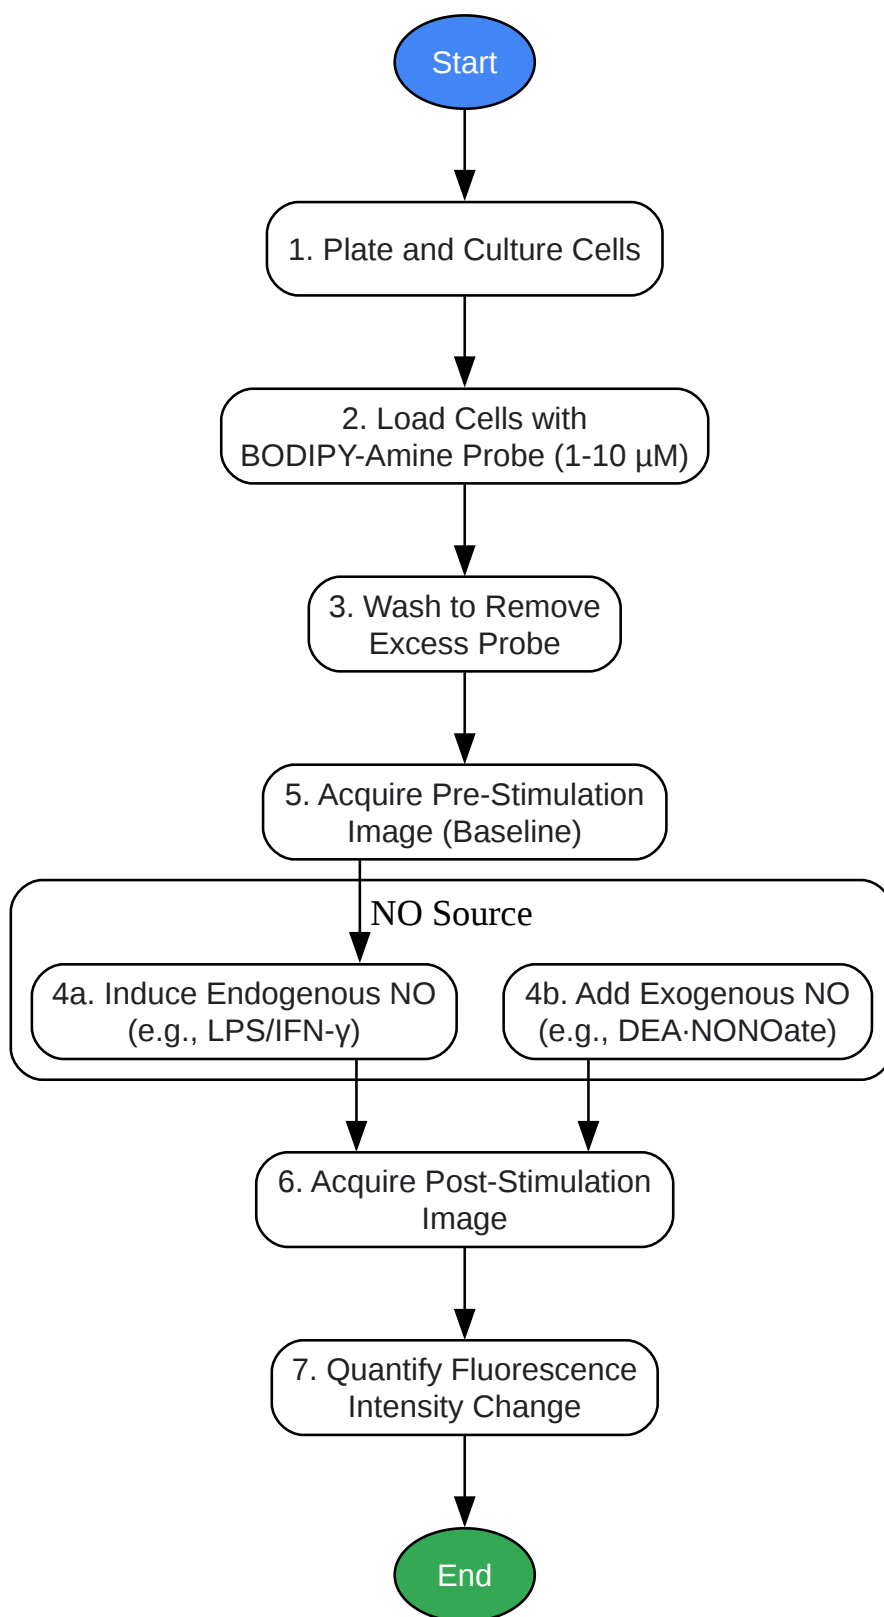 Start
1. Plate and Culture Cells
2. Load Cells with
BODIPY-Amine Probe (1-10 µM)
3. Wash to Remove
Excess Probe
5. Acquire Pre-Stimulation
Image (Baseline)
NO Source
4a. Induce Endogenous NO
(e.g., LPS/IFN-γ)
4b. Add Exogenous NO
(e.g., DEA·NONOate)
6. Acquire Post-Stimulation
Image
7. Quantify Fluorescence
Intensity Change
End